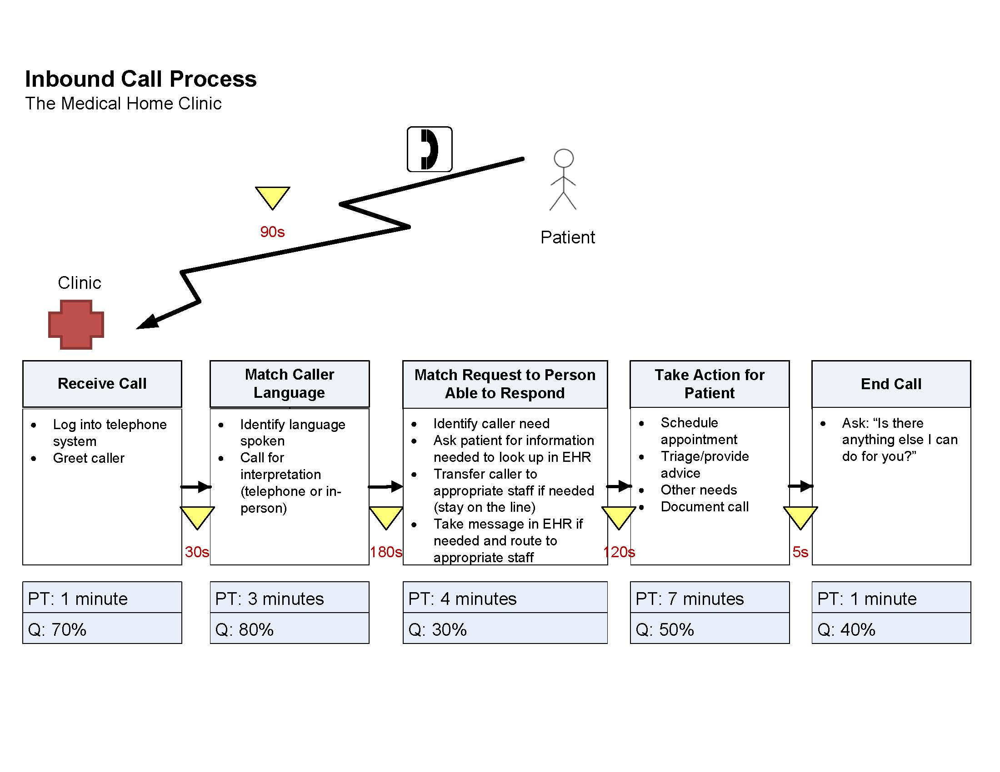 Inbound Call Process
The Medical Home Clinic
90s
Patient
Clinic
Receive Call
• Log into telephone
system
• Greet caller
30s
PT: 1 minute
Q: 70%
Match Caller
Language
• Identify language
spoken
• Call for
interpretation
(telephone or in-
person)
180s
PT: 3 minutes
Q: 80%
Match Request to Person
Able to Respond
• Identify caller need
• Ask patient for information
needed to look up in EHR
• Transfer caller to
appropriate staff if needed
(stay on the line)
• Take message in EHR if
needed and route to
appropriate staff
120s
PT: 4 minutes
Q: 30%
Take Action for
Patient
• Schedule
appointment
• Triage/provide
advice
• Other needs
• Document call
5s
PT: 7 minutes
Q: 50%
End Call
• Ask: “Is there
anything else I can
do for you?”
PT: 1 minute
Q: 40%